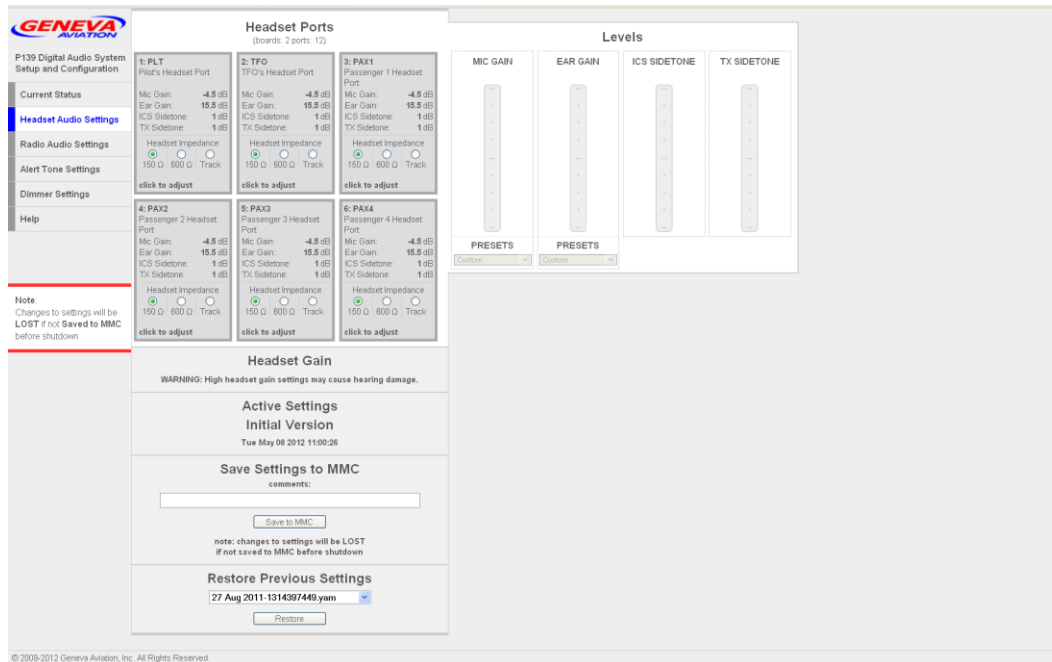 GENEVA
AVIATION
P139 Digital Audio System
Setup and Configuration
Current Status
Headset Audio Settings
Radio Audio Settings
Alert Tone Settings
Dimmer Settings
Help
Note
Changes to settings will be
LOST if not Saved to MMC
before shutdown
Headset Ports
(boards: 2 ports: 12)
1: PLT
Pilot's Headset Port
Mic Gain: -4.5 dB
Ear Gain: 15.5 dB
ICS Sidetone: 1 dB
TX Sidetone: 1 dB
Headset Impedance
150 Ω 600 Ω Track
click to adjust
2: TFO
TFO's Headset Port
Mic Gain: -4.5 dB
Ear Gain: 15.5 dB
ICS Sidetone: 1 dB
TX Sidetone: 1 dB
Headset Impedance
150 Ω 600 Ω Track
click to adjust
3: PAX1
Passenger 1 Headset
Port
Mic Gain: -4.5 dB
Ear Gain: 15.5 dB
ICS Sidetone: 1 dB
TX Sidetone: 1 dB
Headset Impedance
150 Ω 600 Ω Track
click to adjust
4: PAX2
Passenger 2 Headset
Port
Mic Gain: -4.5 dB
Ear Gain: 15.5 dB
ICS Sidetone: 1 dB
TX Sidetone: 1 dB
Headset Impedance
150 Ω 600 Ω Track
click to adjust
5: PAX3
Passenger 3 Headset
Port
Mic Gain: -4.5 dB
Ear Gain: 15.5 dB
ICS Sidetone: 1 dB
TX Sidetone: 1 dB
Headset Impedance
150 Ω 600 Ω Track
click to adjust
6: PAX4
Passenger 4 Headset
Port
Mic Gain: -4.5 dB
Ear Gain: 15.5 dB
ICS Sidetone: 1 dB
TX Sidetone: 1 dB
Headset Impedance
150 Ω 600 Ω Track
click to adjust
Headset Gain
WARNING: High headset gain settings may cause hearing damage.
Active Settings
Initial Version
Tue May 08 2012 11:00:26
Save Settings to MMC
comments:
Save to MMC
note: changes to settings will be LOST
if not saved to MMC before shutdown
Restore Previous Settings
27 Aug 2011-1314397449.yam
Restore
Levels
MIC GAIN EAR GAIN ICS SIDETONE TX SIDETONE
PRESETS PRESETS
Custom Custom
© 2009-2012 Geneva Aviation, Inc. All Rights Reserved.